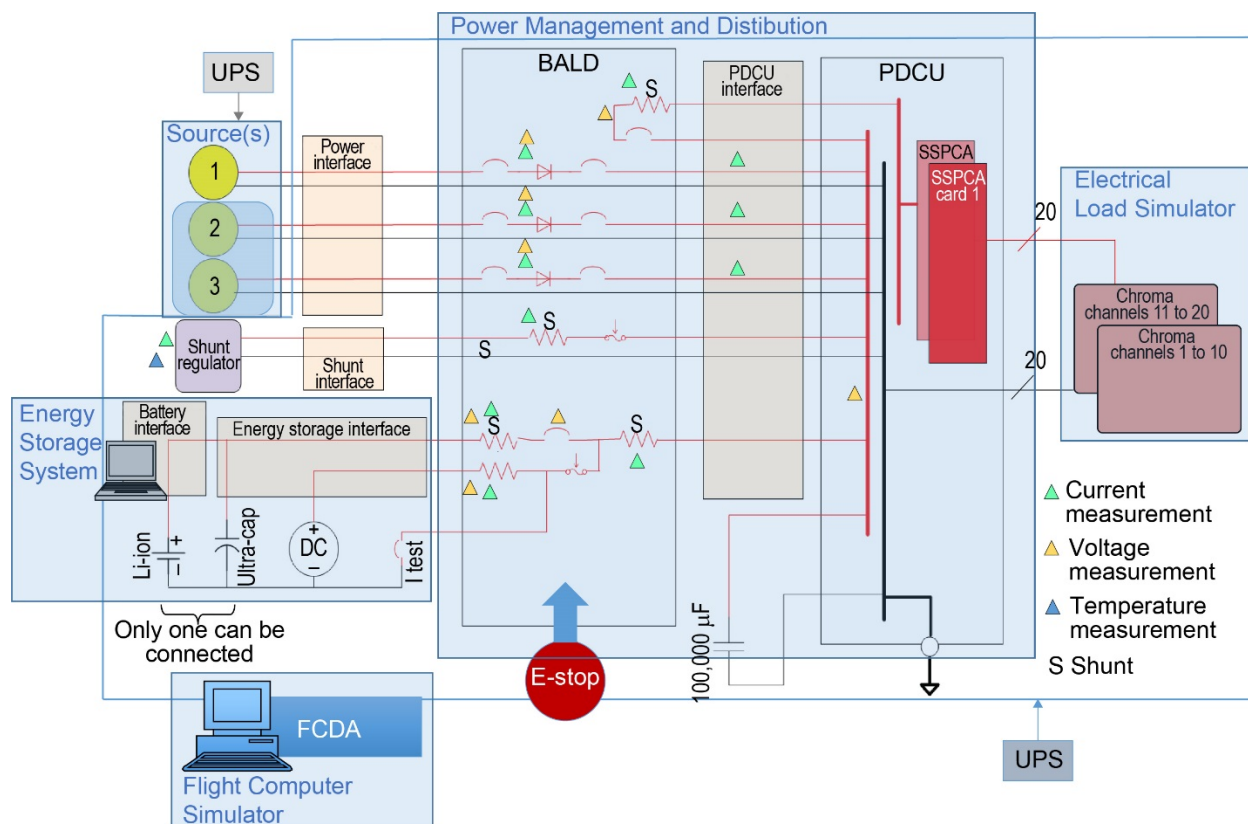 Power Management and Distibution
BALD
PDCU
interface
PDCU
UPS
Source(s)
1
2
3
Power
interface
S
SSPCA
SSPCA
card 1
Electrical
Load Simulator
20
Chroma
channels 11 to 20
Chroma
channels 1 to 10
20
Shunt
regulator
Shunt
interface
S
S
Energy
Storage
System
Battery
interface
Energy storage interface
S
S
Li-ion
+
–
Ultra-cap
+
DC
–
I test
Only one can be
connected
100,000 µF
E-stop
Current
measurement
Voltage
measurement
Temperature
measurement
S Shunt
FCDA
Flight Computer
Simulator
UPS